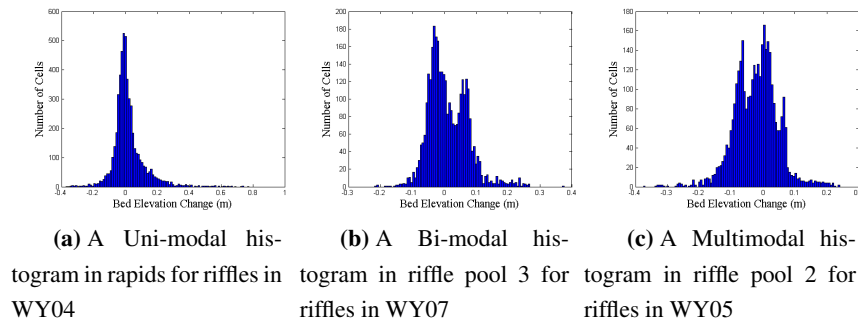 600
500
400
300
200
100
0
Number of Cells
-0.4 -0.2 0 0.2 0.4 0.6 0.8 1
Bed Elevation Change (m)
(a) A Uni-modal his-
togram in rapids for riffles in
WY04
200
180
160
140
120
100
80
60
40
20
0
Number of Cells
-0.3 -0.2 -0.1 0 0.1 0.2 0.3 0.4
Bed Elevation Change (m)
(b) A Bi-modal his-
togram in riffle pool 3 for
riffles in WY07
180
160
140
120
100
80
60
40
20
0
Number of Cells
-0.4 -0.3 -0.2 -0.1 0 0.1 0.2
Bed Elevation Change (m)
(c) A Multimodal his-
togram in riffle pool 2 for
riffles in WY05